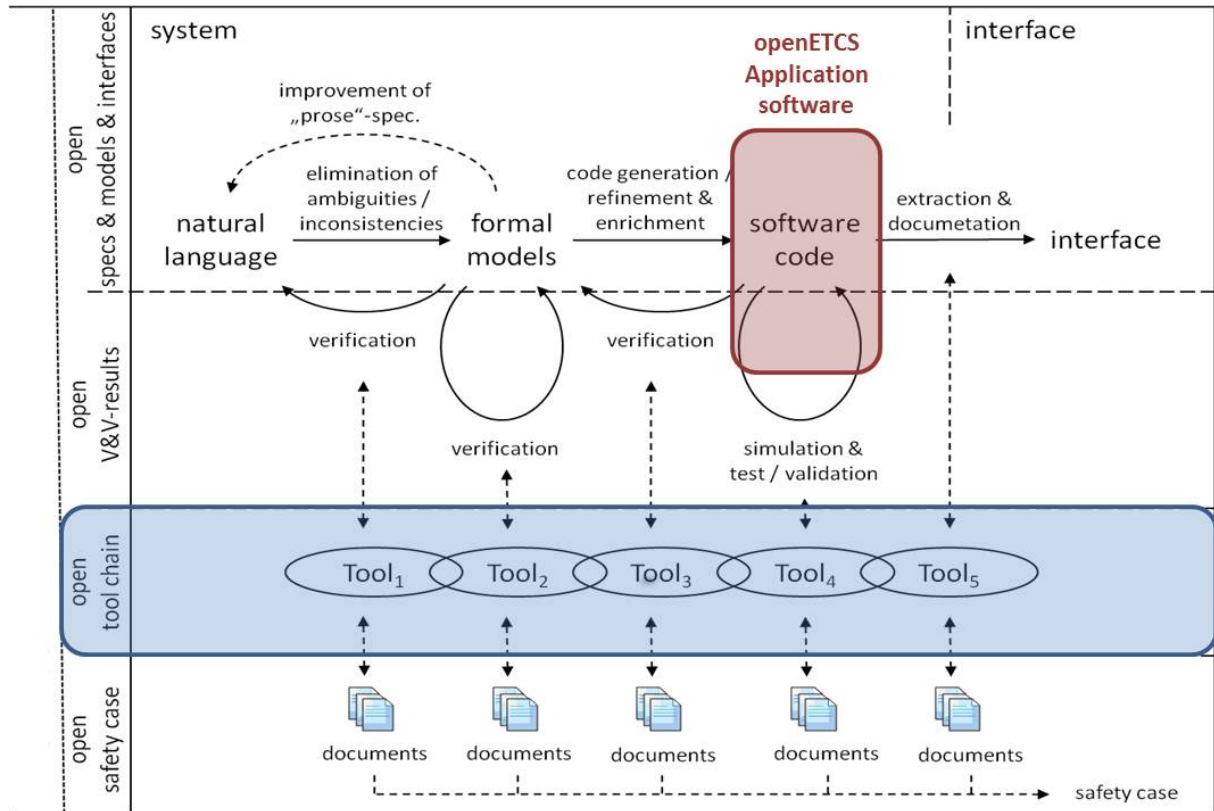 system
openETCS
Application
software
interface
open
specs & models & interfaces
improvement of
„prose“-spec.
elimination of
ambiguities /
inconsistencies
code generation /
refinement &
enrichment
extraction &
documetation
natural
language
formal
models
software
code
interface
open
V&V-results
verification
verification
verification
simulation &
test / validation
open
tool chain
Tool1
Tool2
Tool3
Tool4
Tool5
open
safety case
documents
documents
documents
documents
documents
safety case